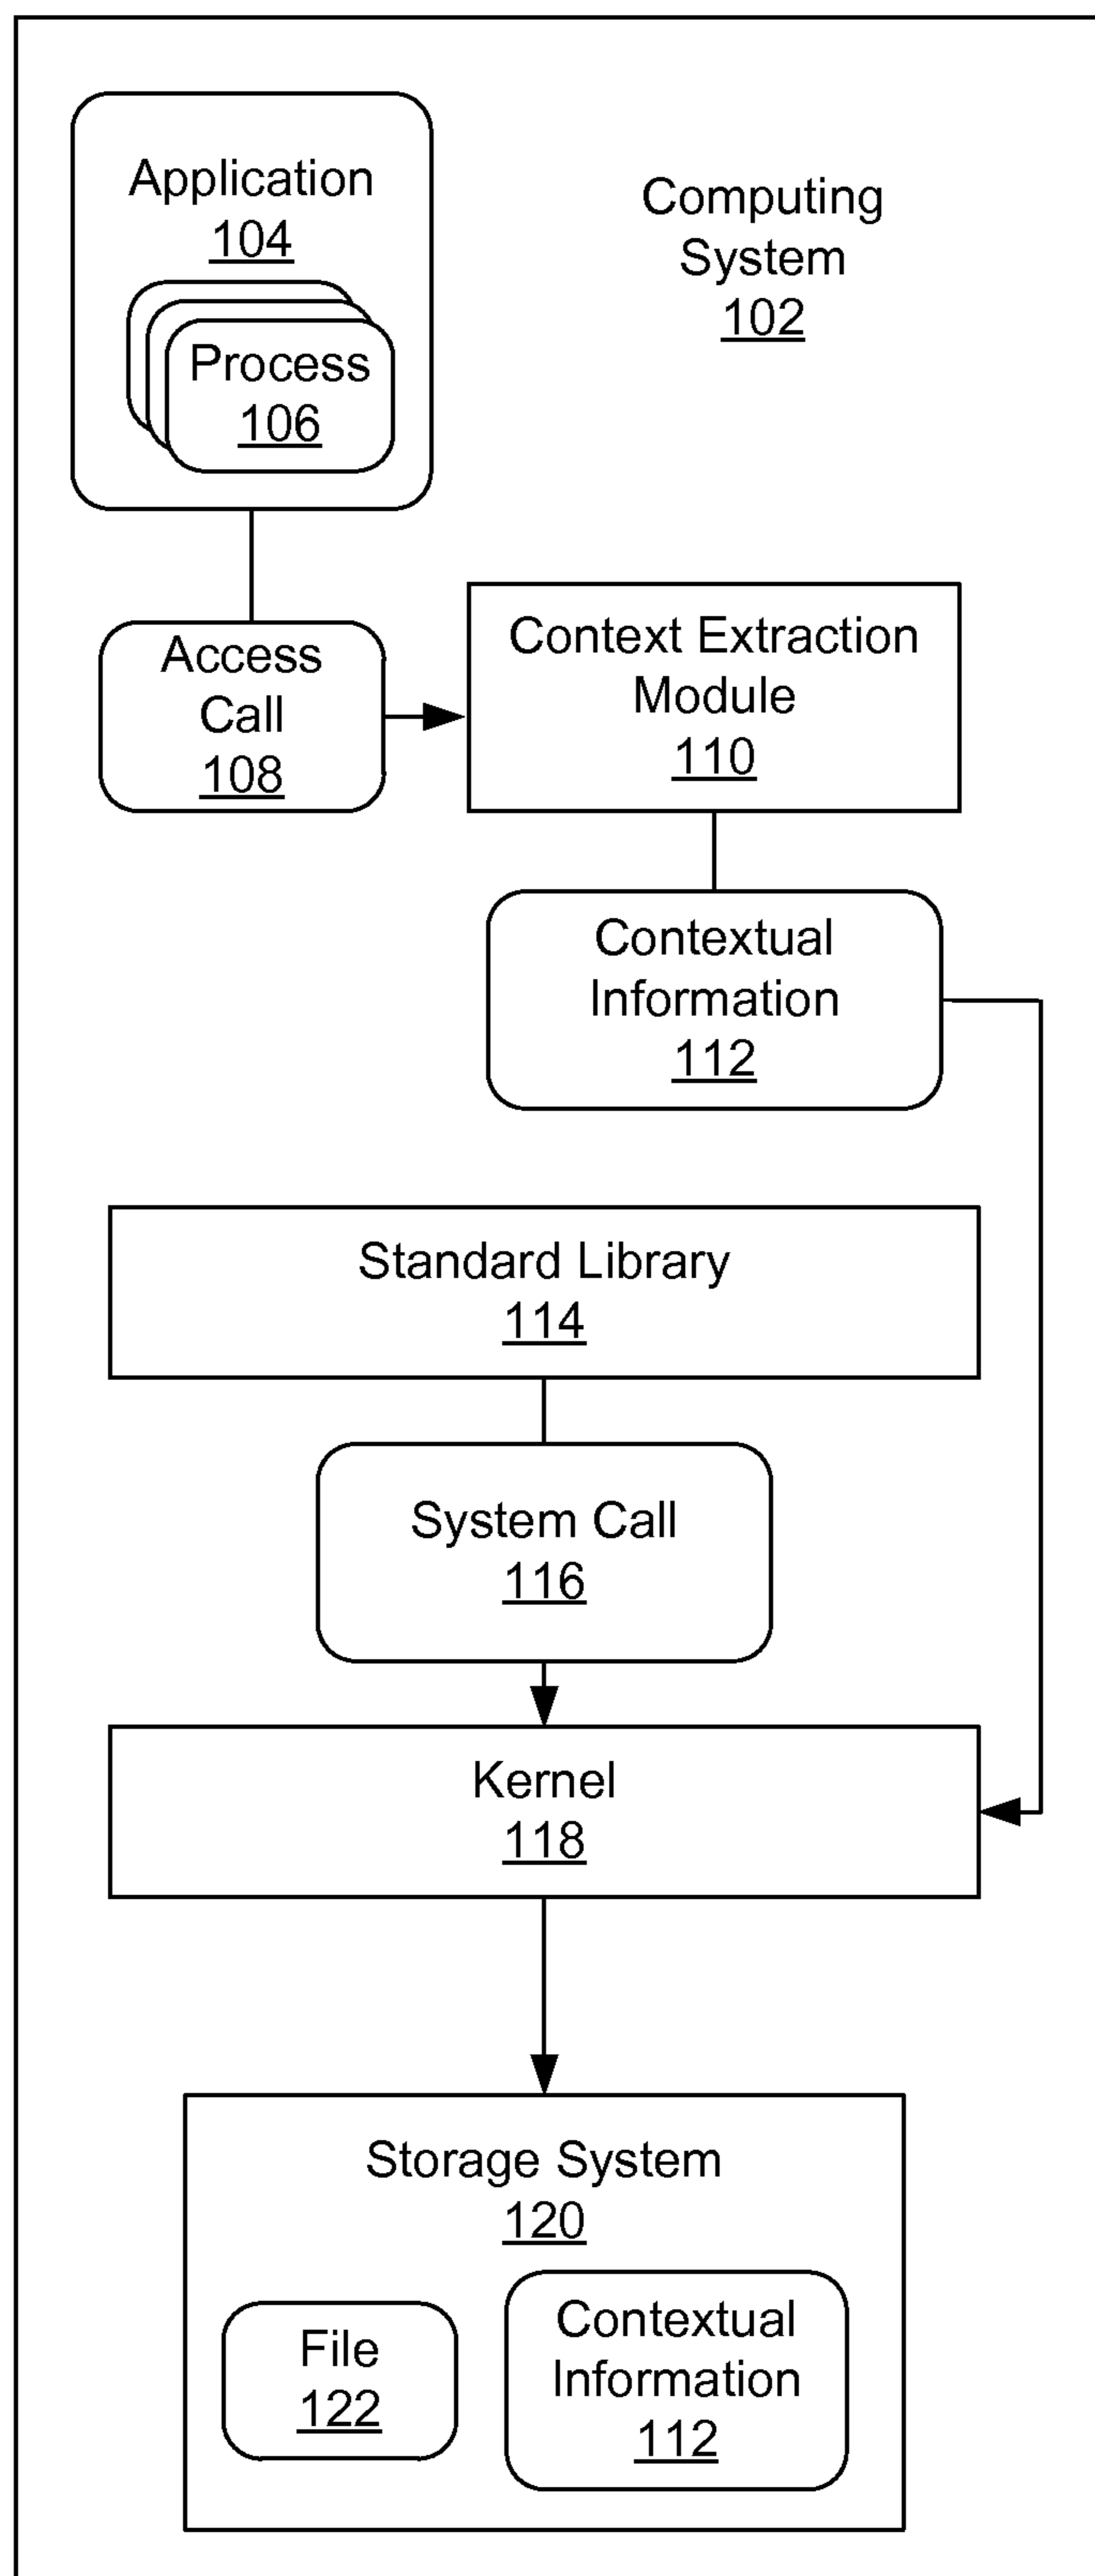 Application
104
Process
106
Computing
System
102
Access
Call
108
Context Extraction
Module
110
Contextual
Information
112
Standard Library
114
System Call
116
Kernel
118
Storage System
120
File
122
Contextual
Information
112